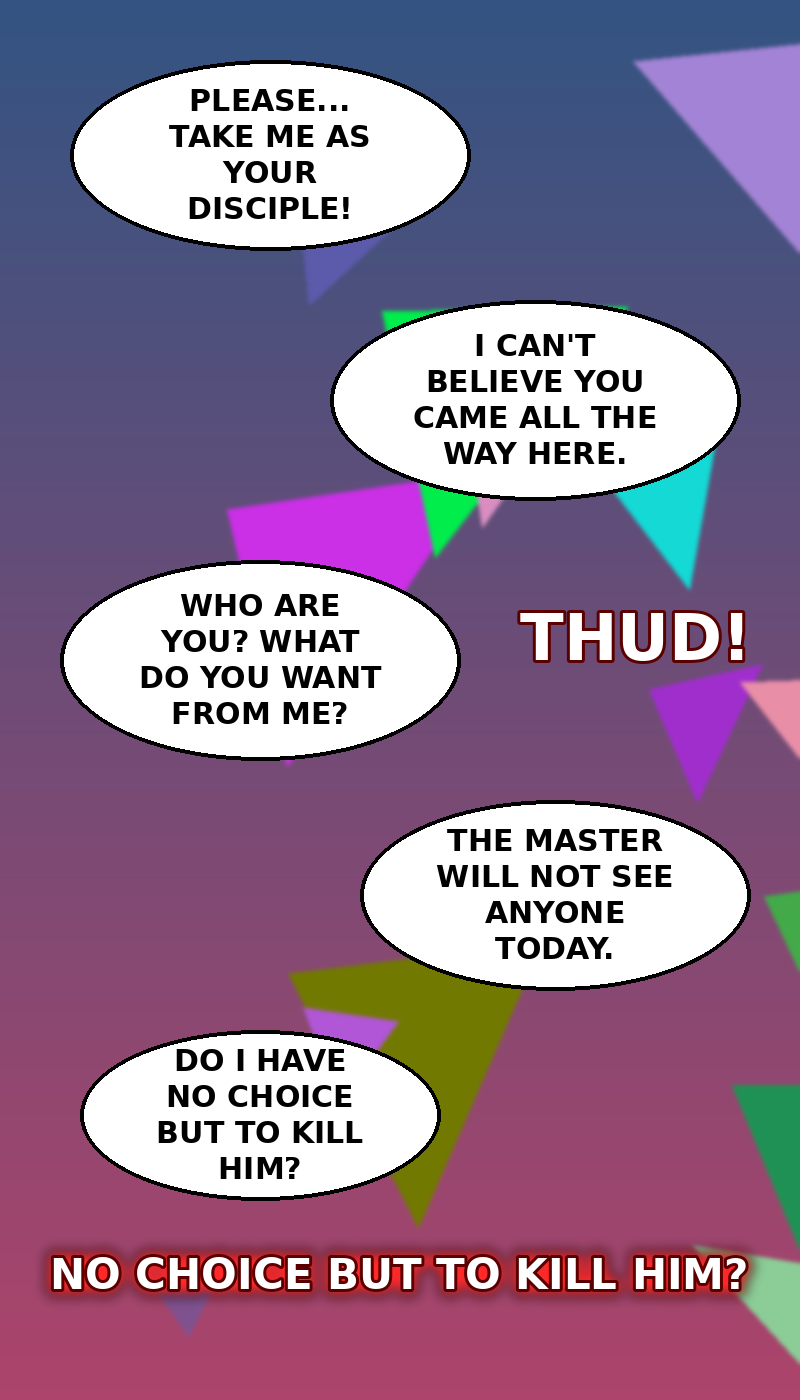 PLEASE...
TAKE ME AS
YOUR
DISCIPLE!
I CAN'T
BELIEVE YOU
CAME ALL THE
WAY HERE.
WHO ARE
YOU? WHAT
DO YOU WANT
FROM ME?
THUD!
THE MASTER
WILL NOT SEE
ANYONE
TODAY.
DO I HAVE
NO CHOICE
BUT TO KILL
HIM?
NO CHOICE BUT TO KILL HIM?